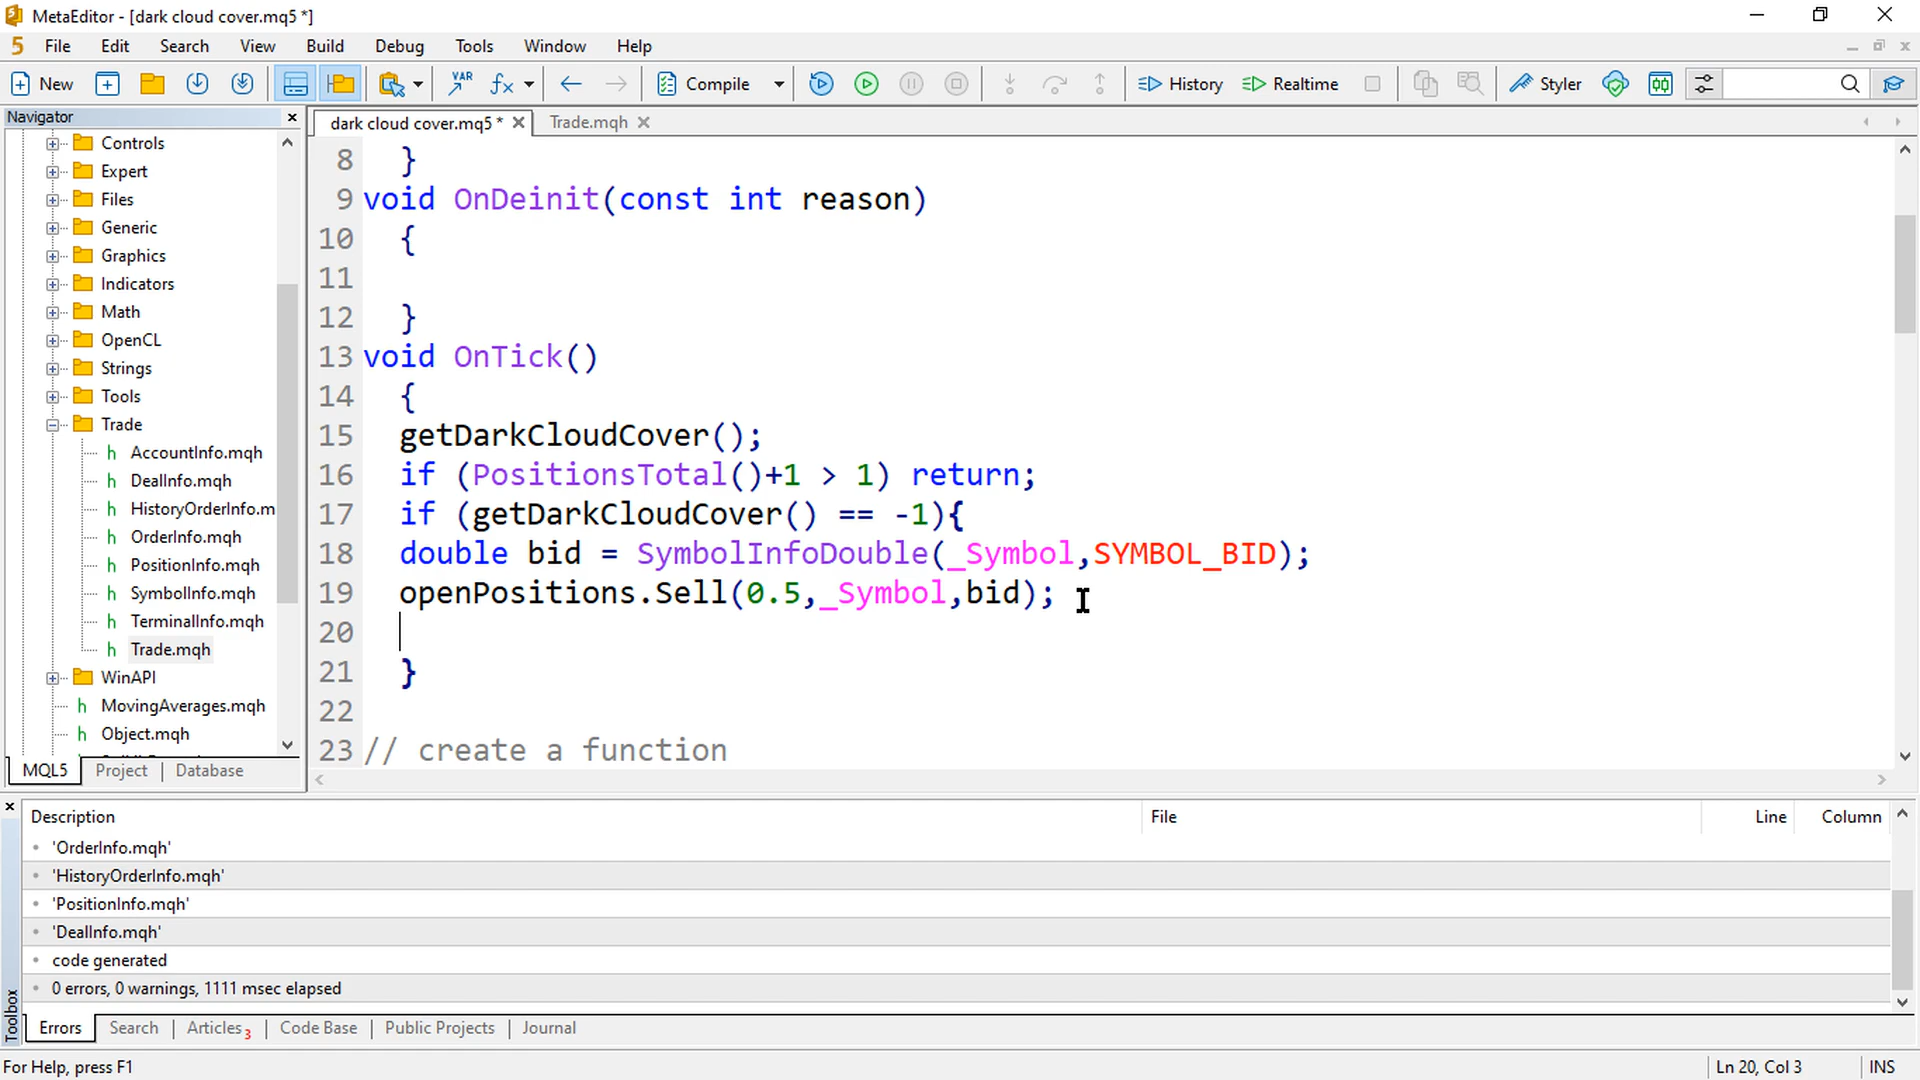 MetaEditor - [dark cloud cover.mq5 *]
5 File Edit Search View Build Debug Tools Window Help
New VAR fx Compile History Realtime Styler
Navigator
Controls
Expert
Files
Generic
Graphics
Indicators
Math
OpenCL
Strings
Tools
Trade
h AccountInfo.mqh
h DealInfo.mqh
h HistoryOrderInfo.m
h OrderInfo.mqh
h PositionInfo.mqh
h SymbolInfo.mqh
h TerminalInfo.mqh
h Trade.mqh
WinAPI
h MovingAverages.mqh
h Object.mqh
MQL5 Project Database
dark cloud cover.mq5 * Trade.mqh
8 }
9 void OnDeinit(const int reason)
10 {
11
12 }
13 void OnTick()
14 {
15 getDarkCloudCover();
16 if (PositionsTotal()+1 > 1) return;
17 if (getDarkCloudCover() == -1){
18 double bid = SymbolInfoDouble(_Symbol,SYMBOL_BID);
19 openPositions.Sell(0.5,_Symbol,bid);
20
21 }
22
23 // create a function
Description File Line Column
'OrderInfo.mqh'
'HistoryOrderInfo.mqh'
'PositionInfo.mqh'
'DealInfo.mqh'
code generated
0 errors, 0 warnings, 1111 msec elapsed
Toolbox
Errors Search Articles 3 Code Base Public Projects Journal
For Help, press F1 Ln 20, Col 3 INS